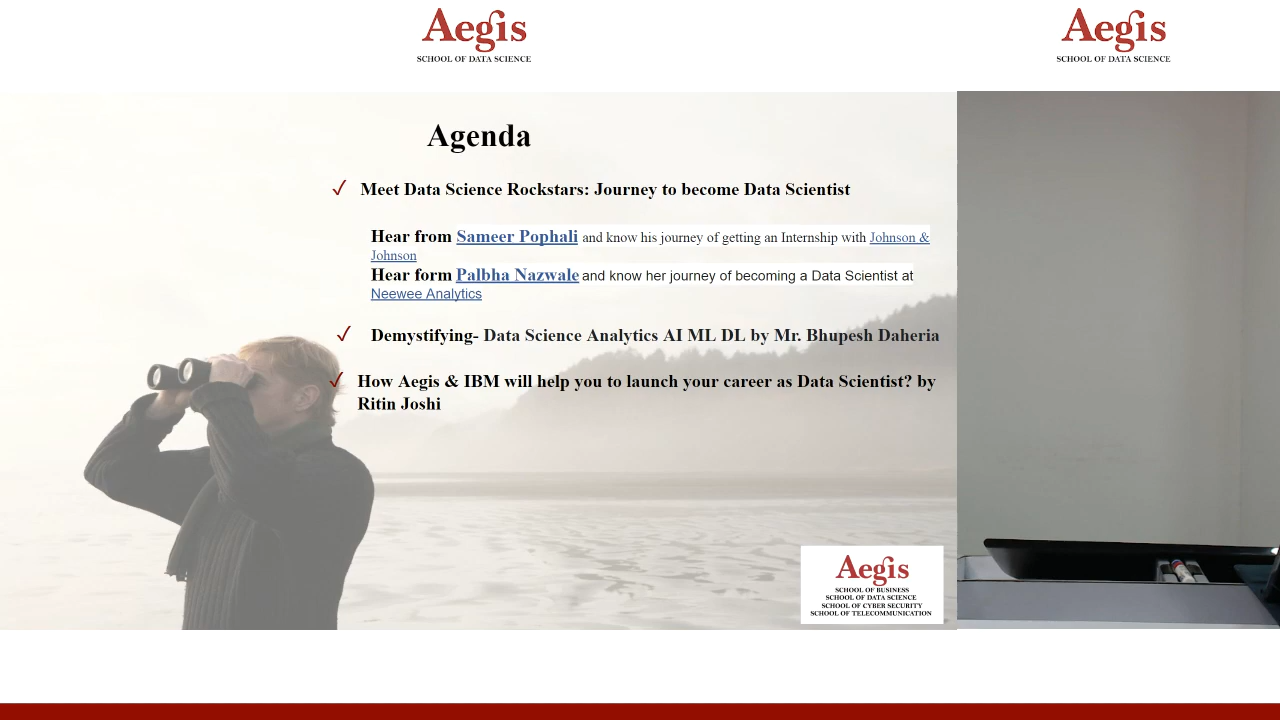 Aegis
SCHOOL OF DATA SCIENCE
Aegis
SCHOOL OF DATA SCIENCE
Agenda
✓ Meet Data Science Rockstars: Journey to become Data Scientist
Hear from Sameer Pophali and know his journey of getting an Internship with Johnson &
Johnson
Hear form Palbha Nazwale and know her journey of becoming a Data Scientist at
Neewee Analytics
✓ Demystifying- Data Science Analytics AI ML DL by Mr. Bhupesh Daheria
✓ How Aegis & IBM will help you to launch your career as Data Scientist? by
Ritin Joshi
Aegis
SCHOOL OF BUSINESS
SCHOOL OF DATA SCIENCE
SCHOOL OF CYBER SECURITY
SCHOOL OF TELECOMMUNICATION